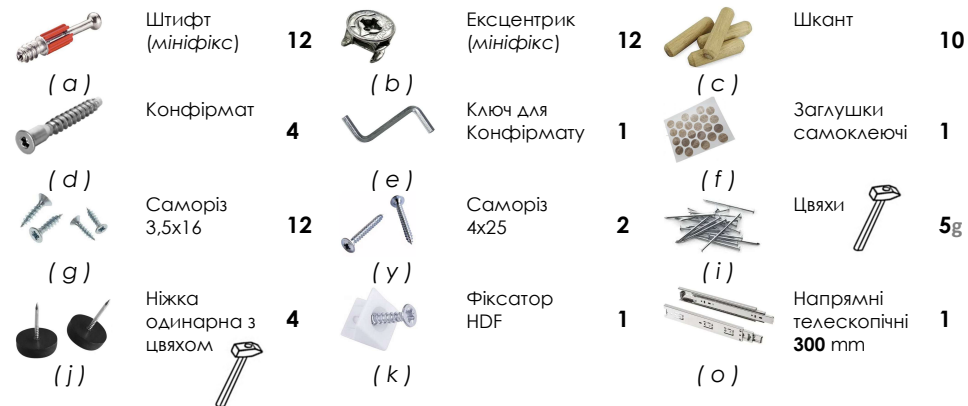 Штифт
(мініфікс) 12
( a )
Ексцентрик
(мініфікс) 12
( b )
Шкант
10
( c )
Конфірмат
4
( d )
Ключ для
Конфірмату 1
( e )
Заглушки
самоклеючі 1
( f )
Саморіз
3,5x16 12
( g )
Саморіз
4x25 2
( y )
Цвяхи
5g
( i )
Ніжка
одинарна з 4
цвяхом
( j )
Фіксатор
HDF 1
( k )
Напрямні
телескопічні 1
300 mm
( o )